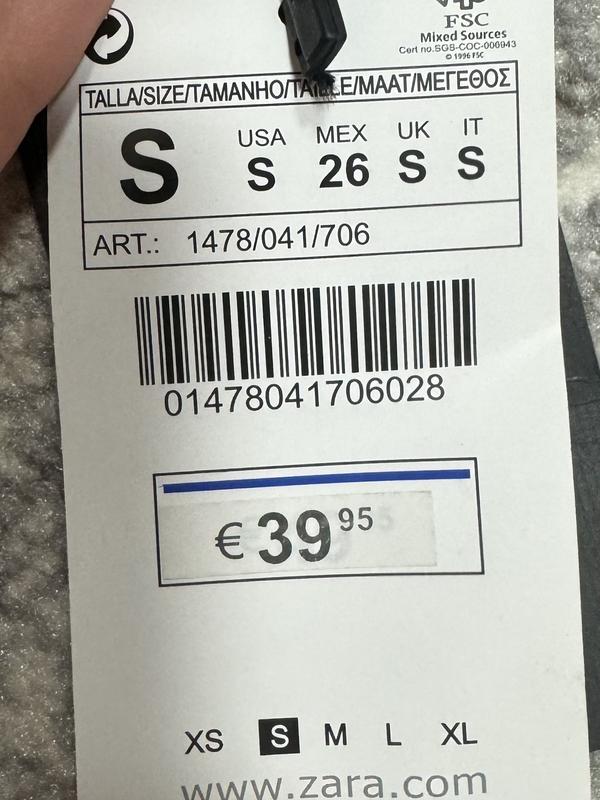 FSC
Mixed Sources
Cert no.SGS-COC-000943
© 1996 FSC
TALLA/SIZE/TAMANHO/TAILLE/MAAT/ΜΕΓΕΘΟΣ
S
USA MEX UK IT
S 26 S S
ART.: 1478/041/706
01478041706028
€ 39 95
XS S M L XL
www.zara.com